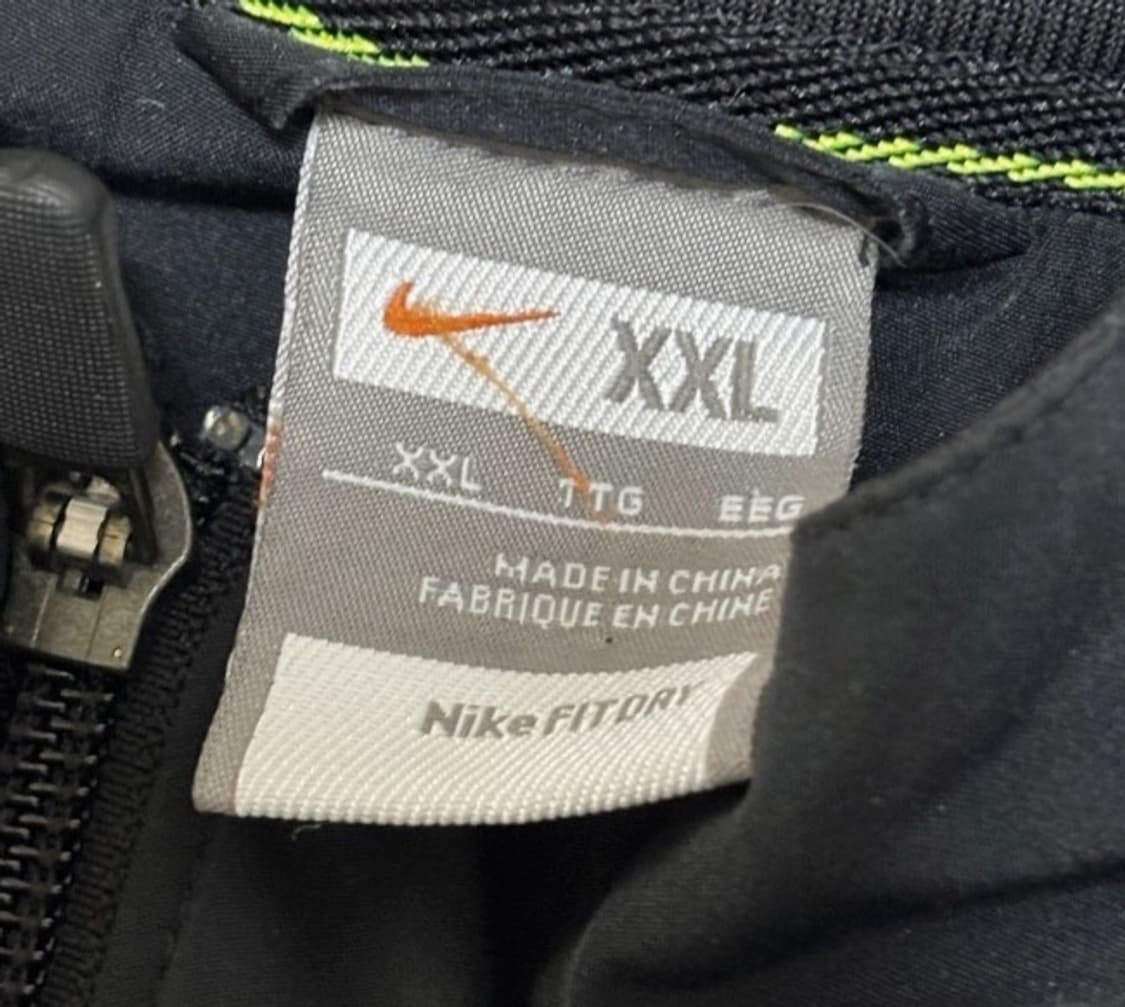 XXL
XXL TTG EEG
MADE IN CHINA
FABRIQUE EN CHINE
Nike FIT DRY